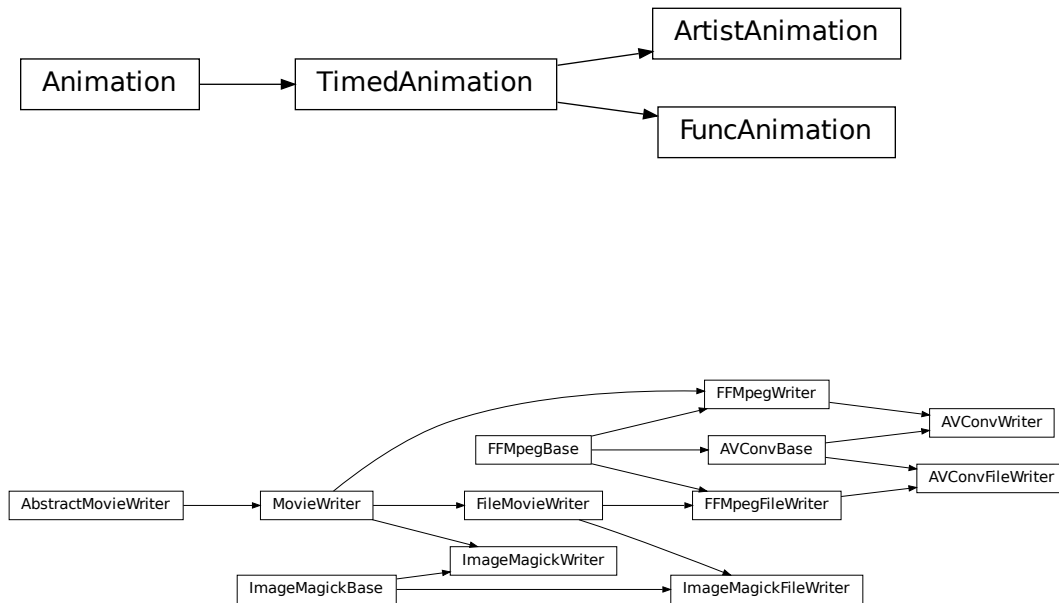 ArtistAnimation
Animation
TimedAnimation
FuncAnimation
FFMpegWriter
AVConvWriter
FFMpegBase
AVConvBase
AVConvFileWriter
AbstractMovieWriter
MovieWriter
FileMovieWriter
FFMpegFileWriter
ImageMagickWriter
ImageMagickBase
ImageMagickFileWriter